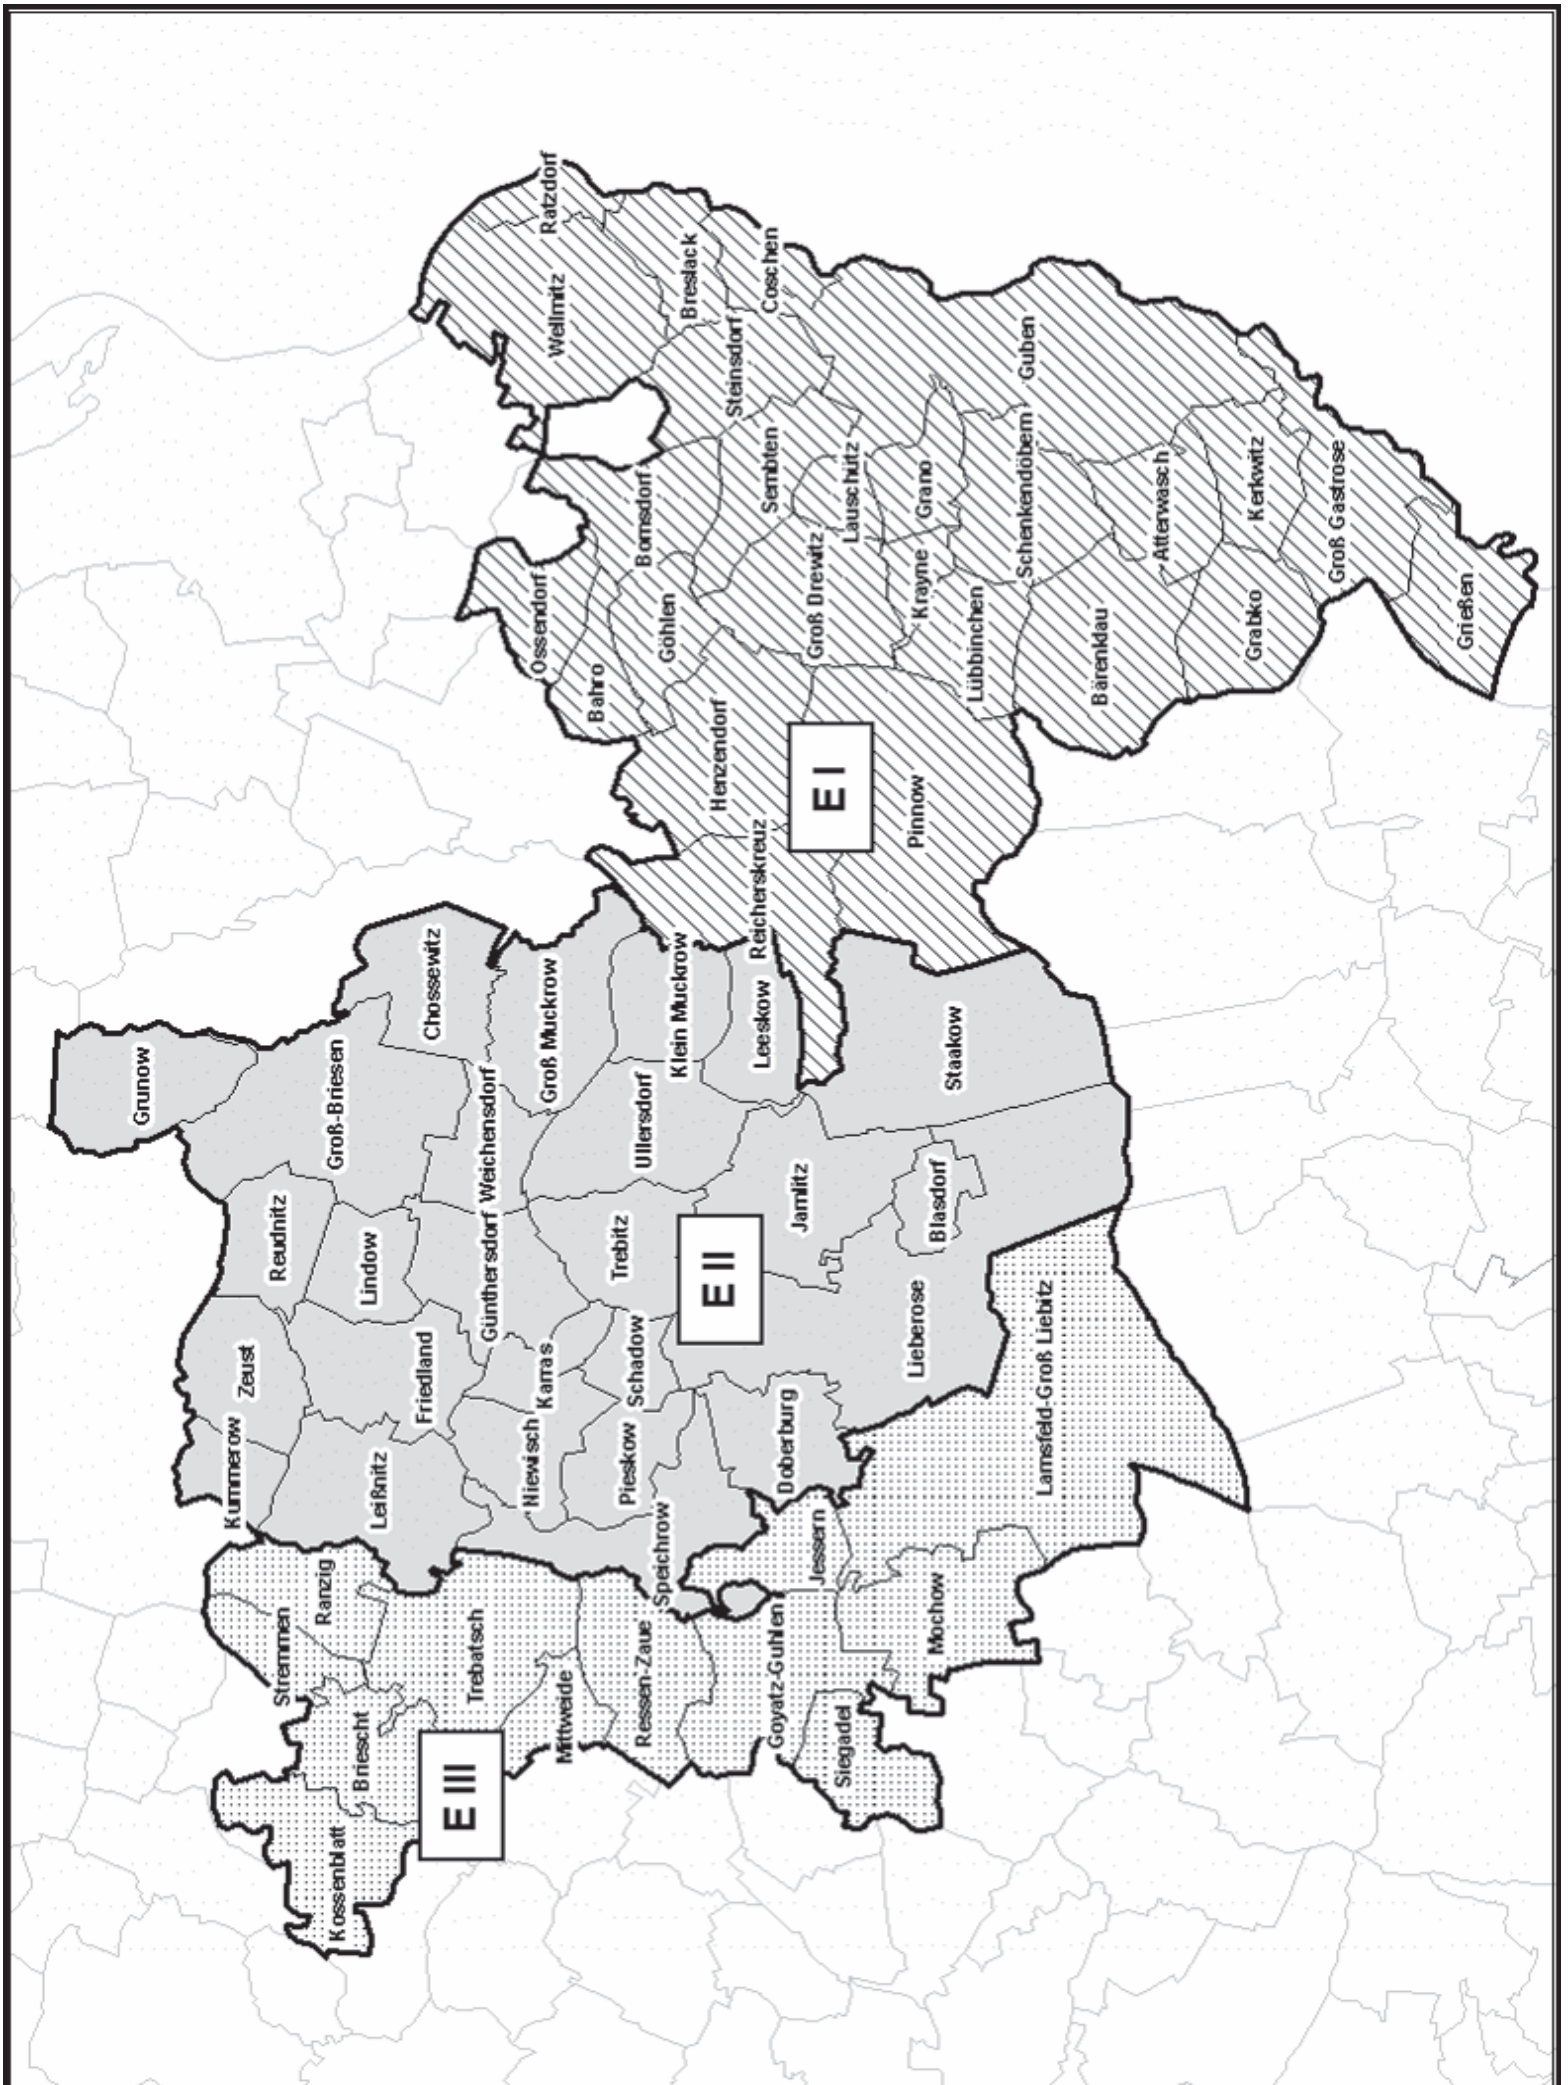 Grunow
Chossewitz
Groß-Briesen
Reudnitz
Lindow
Weichensdorf
Günthersdorf
Groß Muckrow
Klein Muckrow
Leeskow
Ullersdorf
Trebitz
Jamlitz
Staakow
Blasdorf
Lieberose
E II
Zeust
Kummerow
Friedland
Leißnitz
Karras
Niewisch
Schadow
Pieskow
Speichrow
Doberburg
Ratzdorf
Wellmitz
Breslack
Coschen
Steinsdorf
Guben
Bomsdorf
Sembten
Lauschütz
Grano
Schenkendöbern
Atterwasch
Kerkwitz
Groß Gastrose
Grießen
Ossendorf
Bahro
Göhlen
Groß Drewitz
Krayne
Lübbinchen
Bärenklau
Grabko
Henzendorf
E I
Pinnow
Reicherskreuz
Lamsfeld-Groß Liebitz
Jessern
Mochow
Ranzig
Stremmen
Trebatsch
Mittweide
Ressen-Zaue
Goyatz-Guhlen
Siegadel
Briescht
E III
Kossenblatt